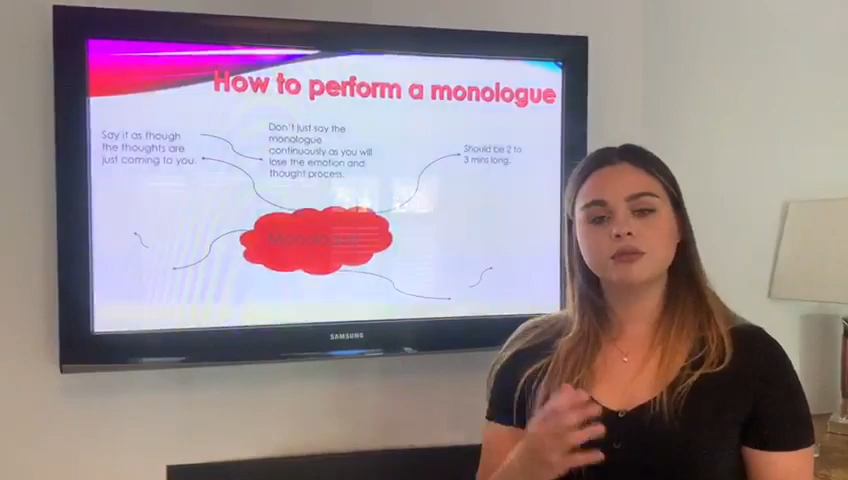 How to perform a monologue
Say it as though
the thoughts are
just coming to you.
Don't just say the
monologue
continuously as you will
lose the emotion and
thought process.
Should be 2 to
3 mins long.
Monologue
SAMSUNG